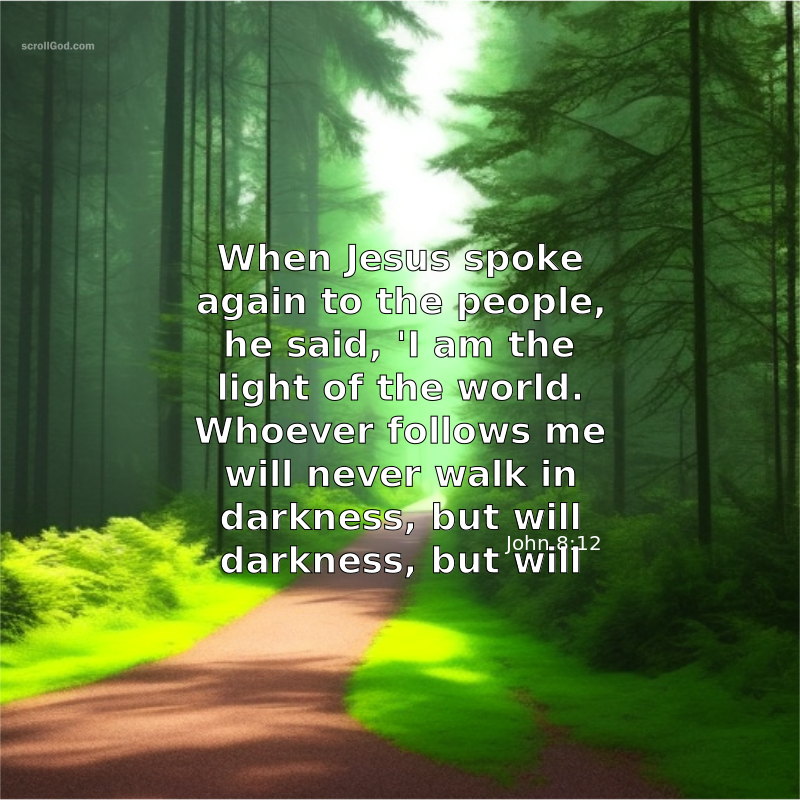 scrollGod.com
When Jesus spoke
again to the people,
he said, 'I am the
light of the world.
Whoever follows me
will never walk in
darkness, but will
John 8:12
darkness, but will